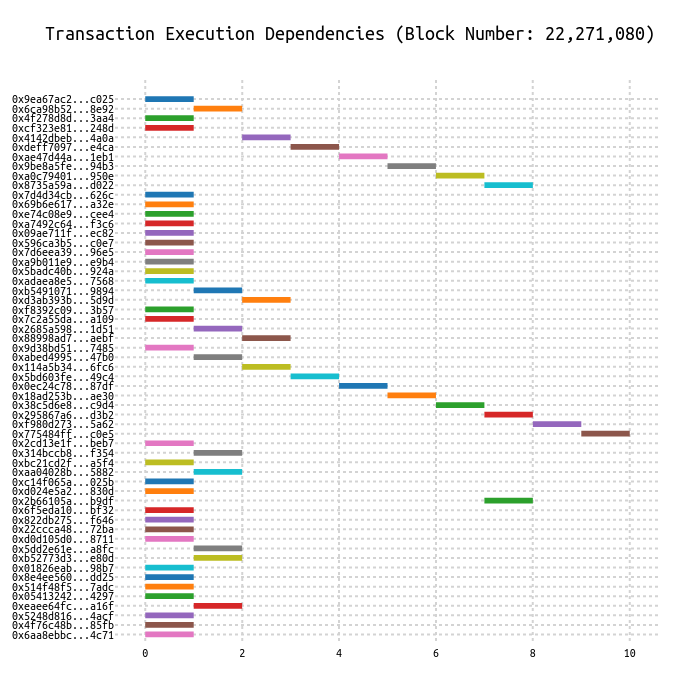 Transaction Execution Dependencies (Block Number: 22,271,080)
0x9ea67ac2...c025
0x6ca98b52...8e92
0x4f278d8d...3aa4
0xcf323e81...248d
0x4142dbeb...4a0a
0xdeff7097...e4ca
0xae47d44a...1eb1
0x9be8a5fe...94b3
0xa0c79401...950e
0x8735a59a...d022
0x7d4d34cb...626c
0x69b6e617...a32e
0xe74c08e9...cee4
0xa7492c64...f3c6
0x09ae711f...ec82
0x596ca3b5...c0e7
0x7d6eea39...96e5
0xa9b011e9...e9b4
0x5badc40b...924a
0xadaea8e5...7568
0xb5491071...9894
0xd3ab393b...5d9d
0xf8392c09...3b57
0x7c2a55da...a109
0x2685a598...1d51
0x88998ad7...aebf
0x9d38bd51...7485
0xabed4995...47b0
0x114a5b34...6fc6
0x5bd603fe...49c4
0x0ec24c78...87df
0x18ad253b...ae30
0x38c5d6e8...c9d4
0x295867a6...d3b2
0xf980d273...5a62
0x775484ff...c0e5
0x2cd13e1f...beb7
0x314bccb8...f354
0xbc21cd2f...a5f4
0xaa04028b...5882
0xc14f065a...025b
0xd024e5a2...830d
0x2b66105a...b9df
0x6f5eda10...bf32
0x822db275...f646
0x22ccca48...72ba
0xd0d105d0...8711
0x5dd2e61e...a8fc
0xb52773d3...e80d
0x01826eab...98b7
0x8e4ee560...dd25
0x514f48f5...7adc
0x05413242...4297
0xeaee64fc...a16f
0x5248d816...4acf
0x4f76c48b...85fb
0x6aa8ebbc...4c71
0 2 4 6 8 10